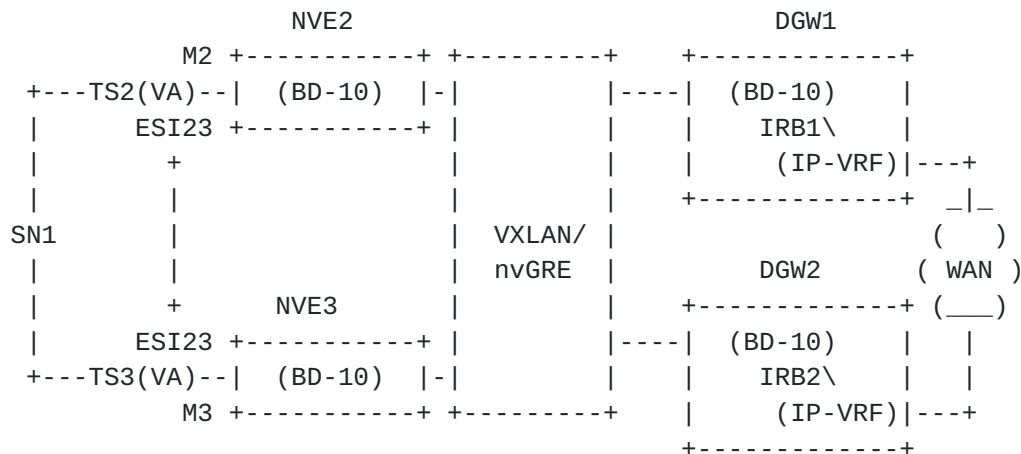 NVE2                           DGW1
           M2 +-----------+ +---------+    +-------------+
 +---TS2(VA)--|  (BD-10)  |-|         |----|  (BD-10)    |
 |      ESI23 +-----------+ |         |    |    IRB1\    |
 |        +                 |         |    |     (IP-VRF)|---+
 |        |                 |         |    +-------------+  _|_
SN1       |                 |  VXLAN/ |                    (   )
 |        |                 |  nvGRE  |         DGW2      ( WAN )
 |        +      NVE3       |         |    +-------------+ (___)
 |      ESI23 +-----------+ |         |----|  (BD-10)    |   |
 +---TS3(VA)--|  (BD-10)  |-|         |    |    IRB2\    |   |
           M3 +-----------+ +---------+    |     (IP-VRF)|---+
                                           +-------------+